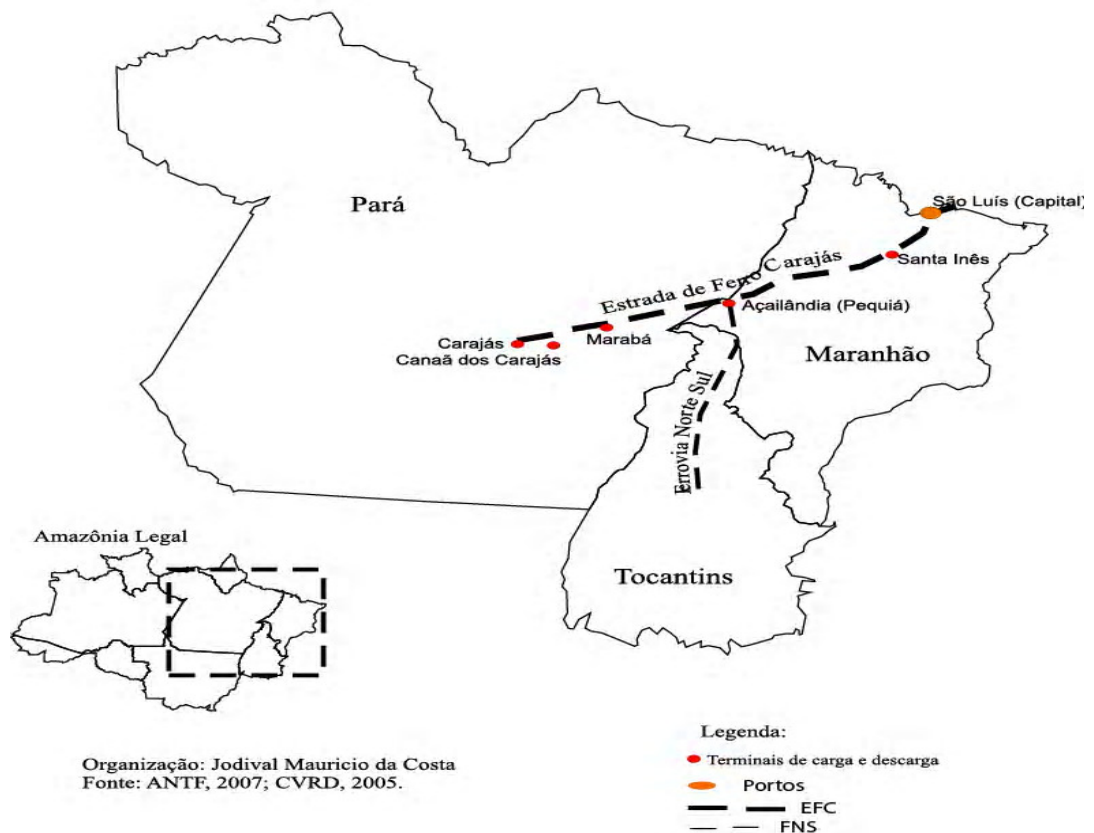 Pará
São Luís (Capital)
Santa Inês
Estrada de Ferro Carajás
Açailândia (Pequiá)
Marabá
Carajás
Canaã dos Carajás
Maranhão
Ferrovia Norte Sul
Tocantins
Amazônia Legal
Organização: Jodival Mauricio da Costa
Fonte: ANTF, 2007; CVRD, 2005.
Legenda:
Terminais de carga e descarga
Portos
EFC
FNS